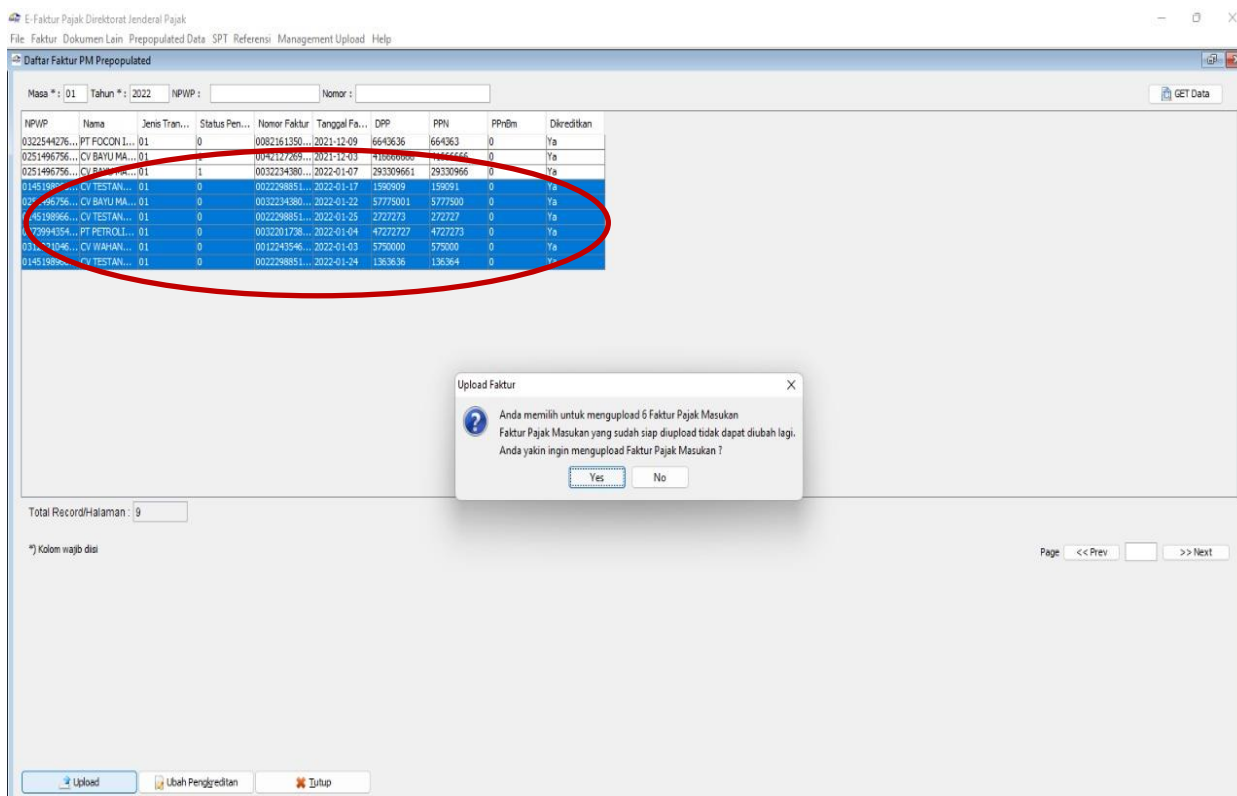 E-Faktur Pajak Direktorat Jenderal Pajak
File Faktur Dokumen Lain Prepopulated Data SPT Referensi Management Upload Help
Daftar Faktur PM Prepopulated
Masa * : 01 Tahun * : 2022 NPWP : Nomor : GET Data
NPWP Nama Jenis Tran... Status Pen... Nomor Faktur Tanggal Fa... DPP PPN PPnBm Dikreditkan
0322544276... PT FOCON I... 01 0 0082161350... 2021-12-09 6643636 664363 0 Ya
0251496756... CV BAYU MA... 01 0042127269... 2021-12-03 0 Ya
0251496756... 01 1 0032234380... 2022-01-07 293309661 29330966 0 Ya
CV TESTAN... 01 0 0022298851... 2022-01-17 1590909 159091 0 Ya
CV BAYU MA... 01 0 0032234380... 2022-01-22 57775001 5777500 0 Ya
CV TESTAN... 01 0 0022298851... 2022-01-25 2727273 272727 0 Ya
PT PETROLI... 01 0 0032201738... 2022-01-04 47272727 4727273 0 Ya
CV WAHAN... 01 0 0012243546... 2022-01-03 5750000 575000 0 Ya
CV TESTAN... 01 0 0022298851... 2022-01-24 1363636 136364 0 Ya
Upload Faktur
Anda memilih untuk mengupload 6 Faktur Pajak Masukan
Faktur Pajak Masukan yang sudah siap diupload tidak dapat diubah lagi.
Anda yakin ingin mengupload Faktur Pajak Masukan ?
Yes No
Total Record/Halaman : 9
*) Kolom wajib diisi
Page << Prev >> Next
Upload Ubah Pengkreditan Tutup